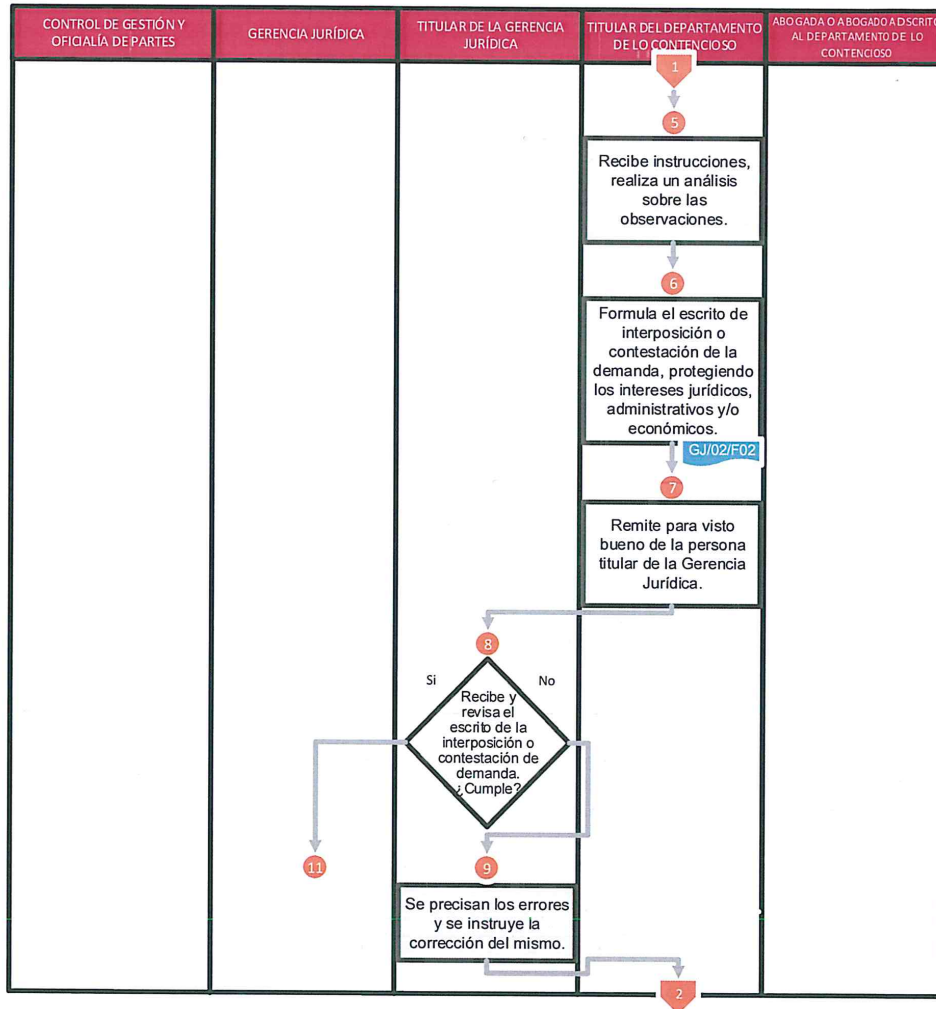 CONTROL DE GESTIÓN Y
OFICIALÍA DE PARTES
GERENCIA JURÍDICA
TITULAR DE LA GERENCIA
JURÍDICA
TITULAR DEL DEPARTAMENTO
DE LO CONTENCIOSO
ABOGADA O ABOGADO ADSCRITO
AL DEPARTAMENTO DE LO
CONTENCIOSO
1
5
Recibe instrucciones,
realiza un análisis
sobre las
observaciones.
6
Formula el escrito de
interposición o
contestación de la
demanda, protegiendo
los intereses jurídicos,
administrativos y/o
económicos.
GJ/02/F02
7
Remite para visto
bueno de la persona
titular de la Gerencia
Jurídica.
8
Si
No
Recibe y
revisa el
escrito de la
interposición o
contestación de
demanda.
¿Cumple?
11
9
Se precisan los errores
y se instruye la
corrección del mismo.
2